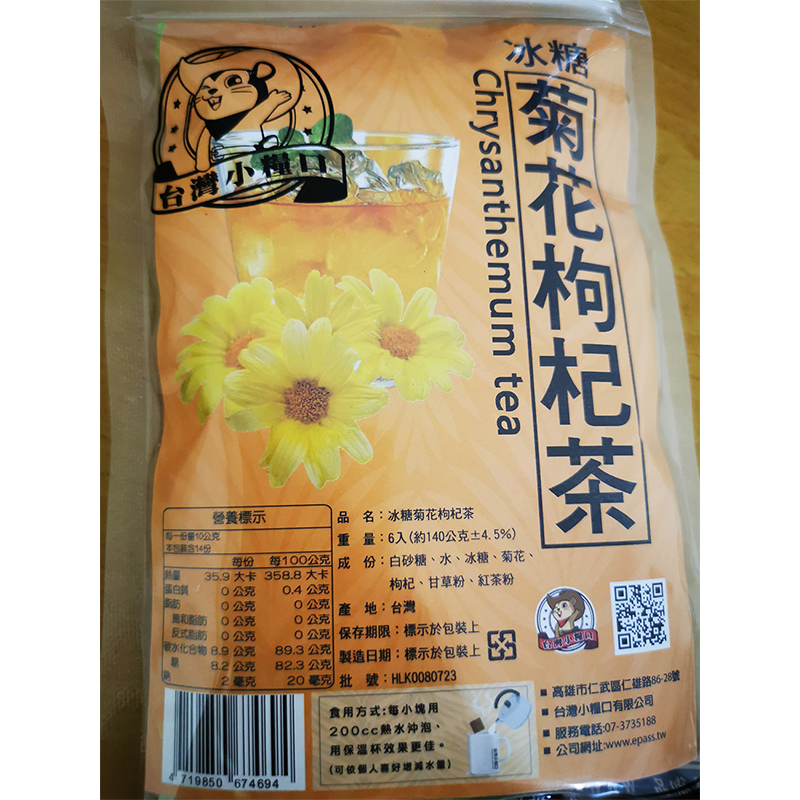 冰糖
菊花枸杞茶
Chrysanthemum tea
台灣小糧口
營養標示
每一份量10公克
本包裝含14份
每份 每100公克
熱量 35.9 大卡 358.8 大卡
蛋白質 0 公克 0.4 公克
脂肪 0 公克 0 公克
飽和脂肪 0 公克 0 公克
反式脂肪 0 公克 0 公克
碳水化合物 8.9 公克 89.3 公克
糖 8.2 公克 82.3 公克
鈉 2 毫克 20 毫克
品 名：冰糖菊花枸杞茶
重 量：6入(約140公克±4.5%)
成 份：白砂糖、水、冰糖、菊花、
枸杞、甘草粉、紅茶粉
產 地：台灣
保存期限：標示於包裝上
製造日期：標示於包裝上
批 號：HLK0080723
台灣小糧口
4 719850 674694
食用方式：每小塊用
200cc熱水沖泡、
用保溫杯效果更佳。
(可依個人喜好增減水量)
■ 高雄市仁武區仁雄路86-28號
■ 台灣小糧口有限公司
■ 服務電話:07-3735188
■ 公司網址:www.epass.tw